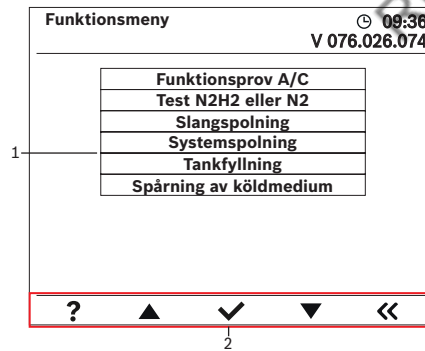 Funktionsmeny
09:36
V 076.026.074
Funktionsprov A/C
Test N2H2 eller N2
Slangspolning
Systemspolning
Tankfyllning
Spårning av köldmedium
1
?
2